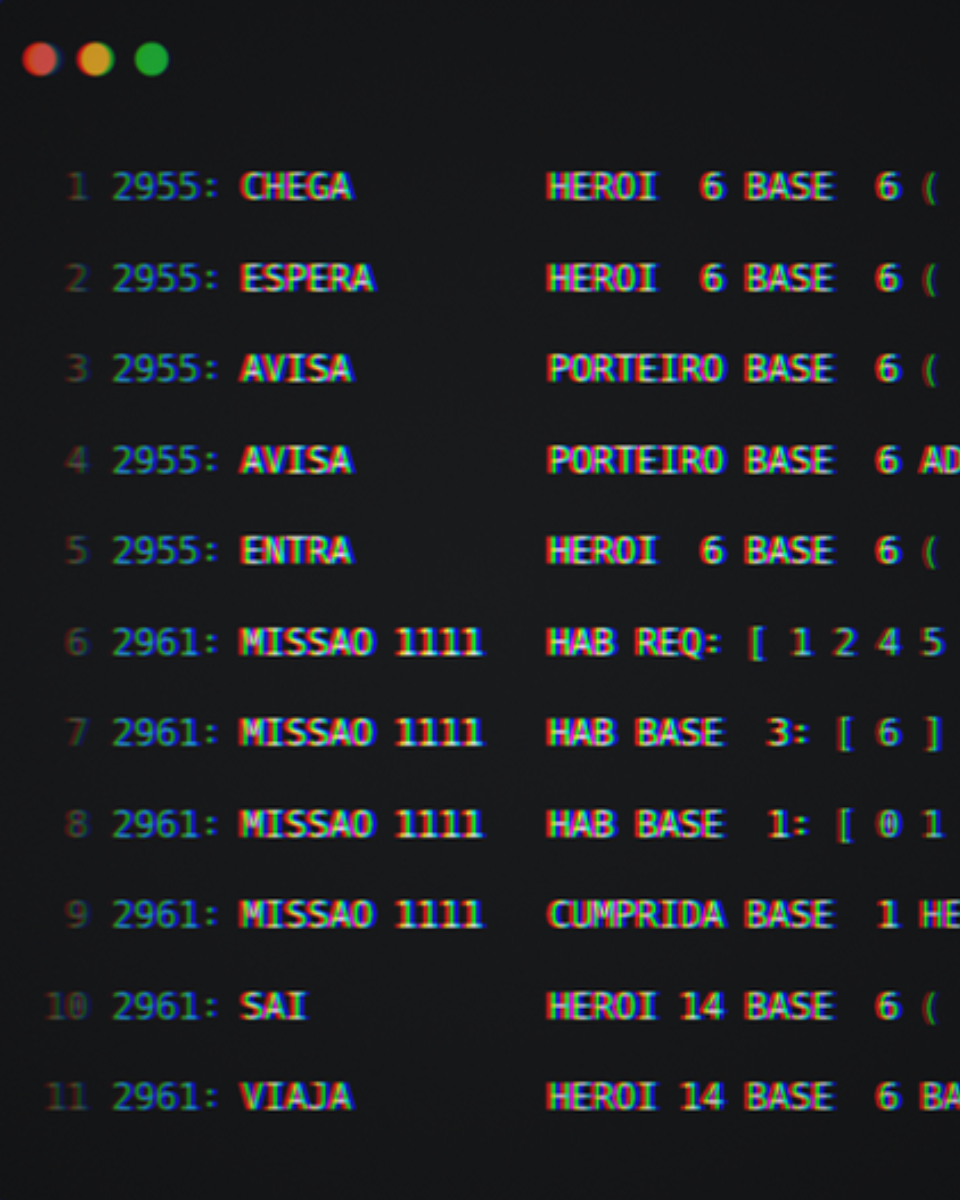 1 2955: CHEGA HEROI 6 BASE 6 (
2 2955: ESPERA HEROI 6 BASE 6 (
3 2955: AVISA PORTEIRO BASE 6 (
4 2955: AVISA PORTEIRO BASE 6 AD
5 2955: ENTRA HEROI 6 BASE 6 (
6 2961: MISSAO 1111 HAB REQ: [ 1 2 4 5
7 2961: MISSAO 1111 HAB BASE 3: [ 6 ]
8 2961: MISSAO 1111 HAB BASE 1: [ 0 1
9 2961: MISSAO 1111 CUMPRIDA BASE 1 HE
10 2961: SAI HEROI 14 BASE 6 (
11 2961: VIAJA HEROI 14 BASE 6 BA